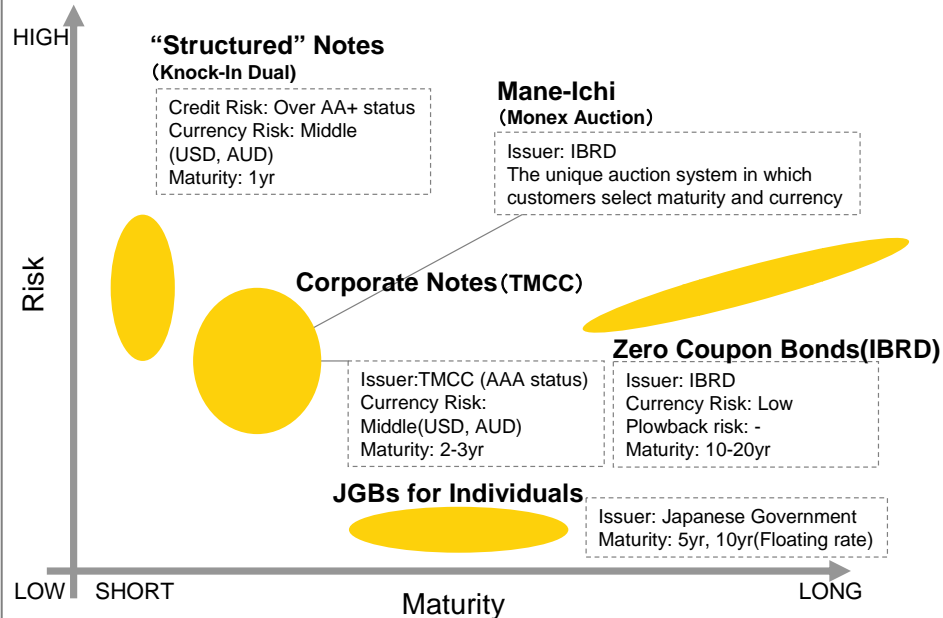 HIGH
“Structured” Notes
（Knock-In Dual）
Credit Risk: Over AA+ status
Currency Risk: Middle
(USD, AUD)
Maturity: 1yr
Mane-Ichi
（Monex Auction）
Issuer: IBRD
The unique auction system in which
customers select maturity and currency
Risk
Corporate Notes（TMCC）
Issuer:TMCC (AAA status)
Currency Risk:
Middle(USD, AUD)
Maturity: 2-3yr
Zero Coupon Bonds(IBRD)
Issuer: IBRD
Currency Risk: Low
Plowback risk: -
Maturity: 10-20yr
JGBs for Individuals
Issuer: Japanese Government
Maturity: 5yr, 10yr(Floating rate)
LOW SHORT
Maturity
LONG